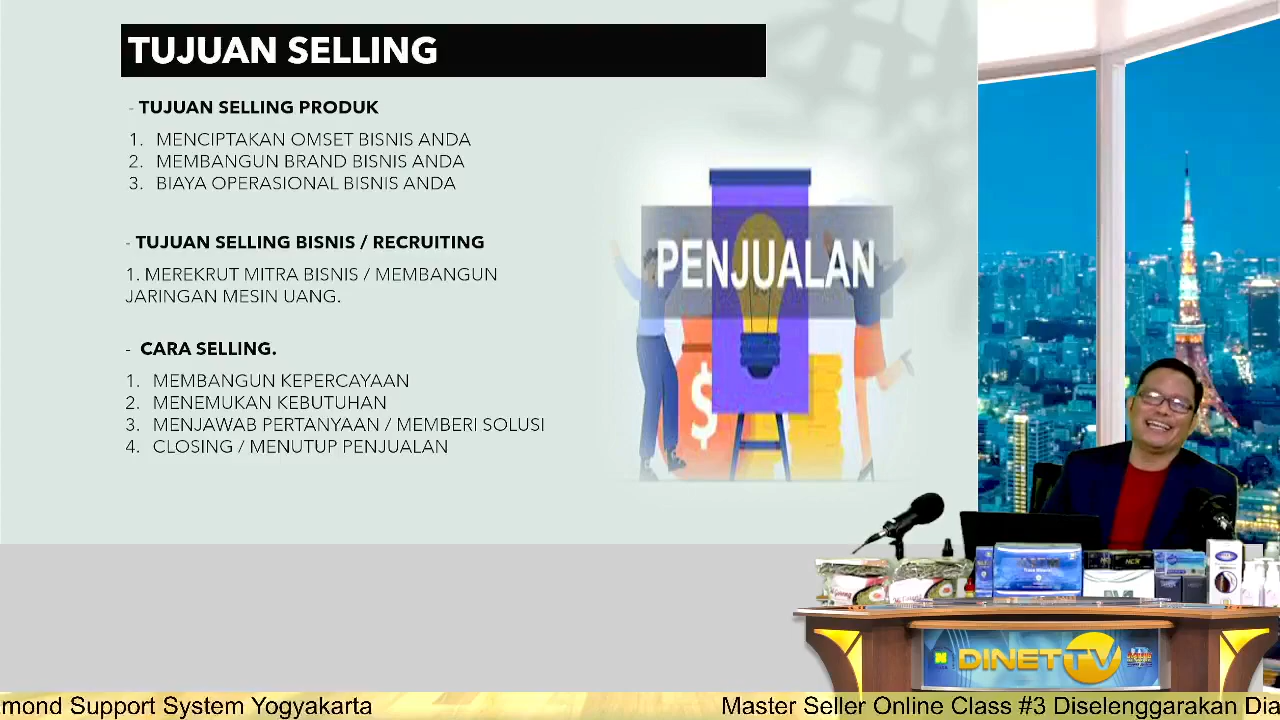 TUJUAN SELLING
- TUJUAN SELLING PRODUK
1. MENCIPTAKAN OMSET BISNIS ANDA
2. MEMBANGUN BRAND BISNIS ANDA
3. BIAYA OPERASIONAL BISNIS ANDA
- TUJUAN SELLING BISNIS / RECRUITING
1. MEREKRUT MITRA BISNIS / MEMBANGUN
JARINGAN MESIN UANG.
- CARA SELLING.
1. MEMBANGUN KEPERCAYAAN
2. MENEMUKAN KEBUTUHAN
3. MENJAWAB PERTANYAAN / MEMBERI SOLUSI
4. CLOSING / MENUTUP PENJUALAN
PENJUALAN
$
DINET TV
mond Support System Yogyakarta
Master Seller Online Class #3 Diselenggarakan Dia